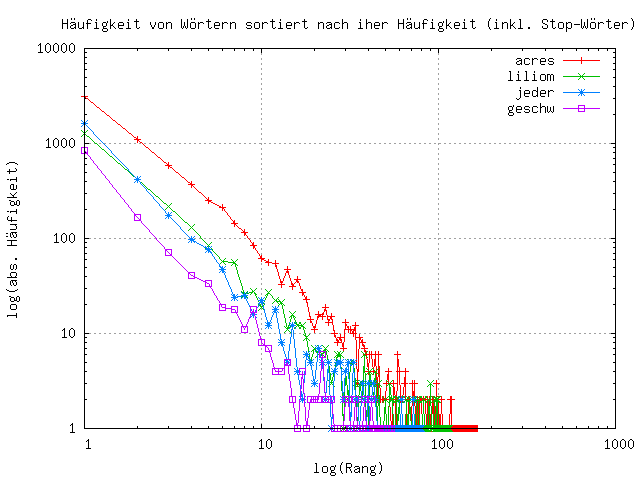 Häufigkeit von Wörtern sortiert nach iher Häufigkeit (inkl. Stop-Wörter)
acres
liliom
jeder
geschw
10000
1000
100
10
1
log(abs. Häufigkeit)
1 10 100 1000
log(Rang)